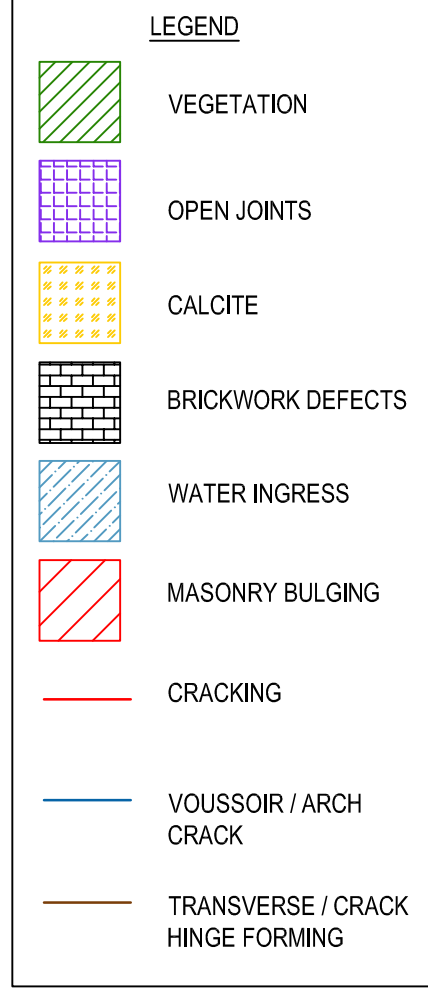 LEGEND
VEGETATION
OPEN JOINTS
CALCITE
BRICKWORK DEFECTS
WATER INGRESS
MASONRY BULGING
CRACKING
VOUSSOIR / ARCH
CRACK
TRANSVERSE / CRACK
HINGE FORMING